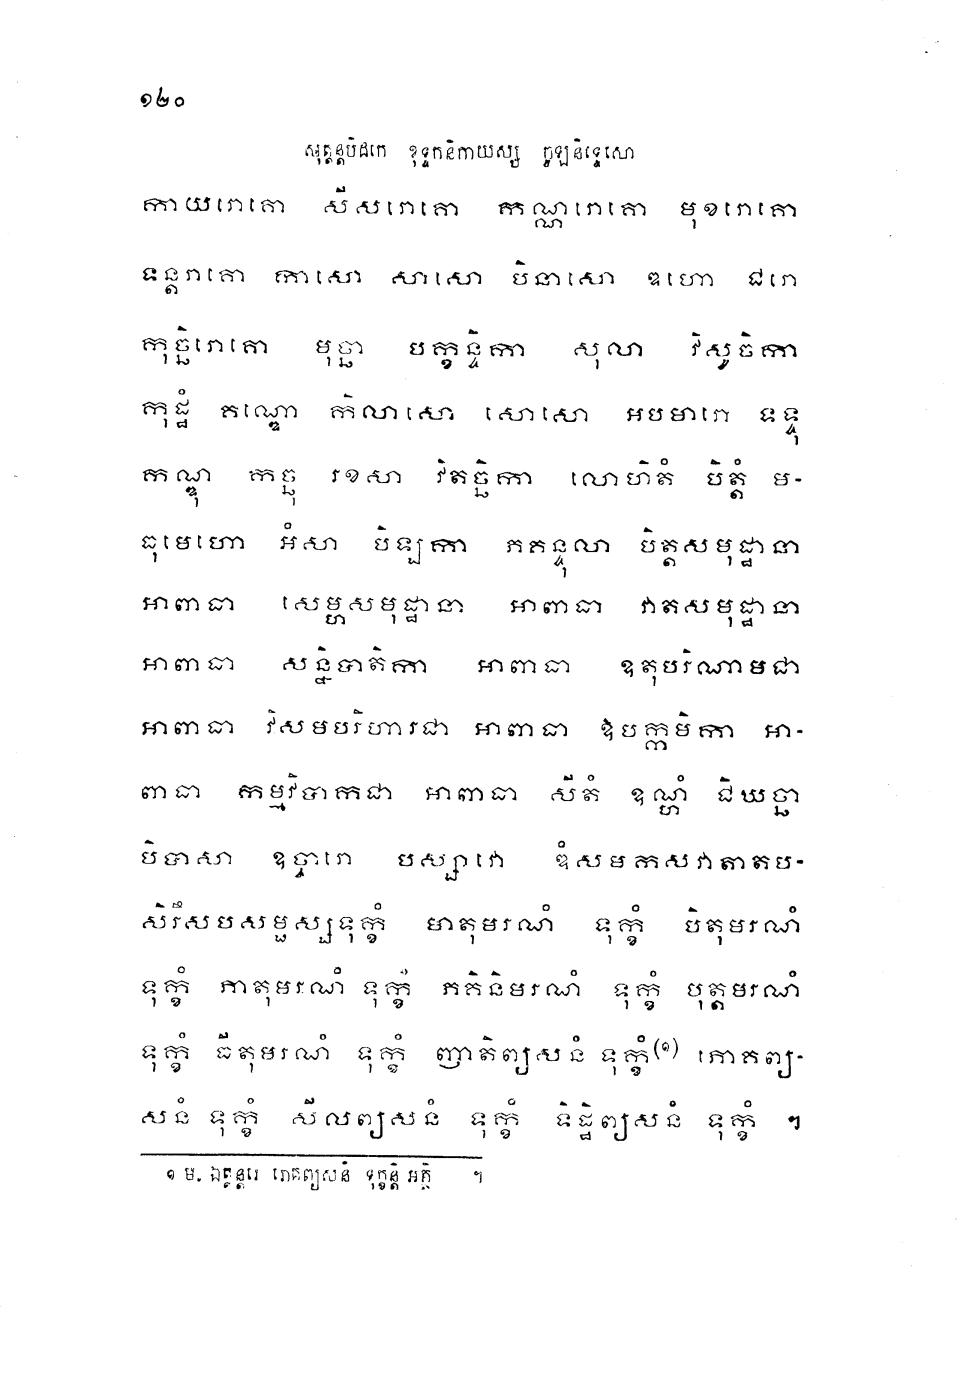 ១២០
សុត្តន្តបិដកេ ខុទ្ទកនិកាយស្ស ចូឡនិទ្ទេសោ
កាយរោគោ សីសរោគោ កណ្ណរោគោ មុខរោគោ
ទន្តរោគោ កាសោ សាសោ បិនាសោ ឌហោ ជរោ
កុច្ឆិរោគោ មុច្ឆា បក្ខន្ទិកា សុលា វិសូចិកា
កុដ្ឋំ គណ្ឌោ កិលាសោ សោសោ អបមារោ ទទ្ទុ
កណ្ឌុ កច្ឆុ រខសា វិតច្ឆិកា លោហិតំ បិត្តំ ម-
ធុមេហោ អំសា បិឡកា ភគន្ទលា បិត្តសមុដ្ឋានា
អាពាធា សេម្ហសមុដ្ឋានា អាពាធា វាតសមុដ្ឋានា
អាពាធា សន្និបាតិកា អាពាធា ឧតុបរិណាមជា
អាពាធា វិសមបរិហារជា អាពាធា ឱបក្កមិកា អា-
ពាធា កម្មវិបាកជា អាពាធា សីតំ ឧណ្ហំ ជិឃច្ឆា
បិបាសា ឧច្ចារោ បស្សាវោ ឌំសមកសវាតាតប-
សិរឹសបសម្ផស្សទុក្ខំ មាតុមរណំ ទុក្ខំ បិតុមរណំ
ទុក្ខំ ភាតុមរណំ ទុក្ខំ ភគិនិមរណំ ទុក្ខំ បុត្តមរណំ
ទុក្ខំ ធីតុមរណំ ទុក្ខំ ញាតិព្យសនំ ទុក្ខំ(១) ភោគព្យ-
សនំ ទុក្ខំ សីលព្យសនំ ទុក្ខំ ទិដ្ឋិព្យសនំ ទុក្ខំ ។
១ ម. ឯត្ថន្តរេ រោគព្យសនំ ទុក្ខន្តិ អត្ថិ ។